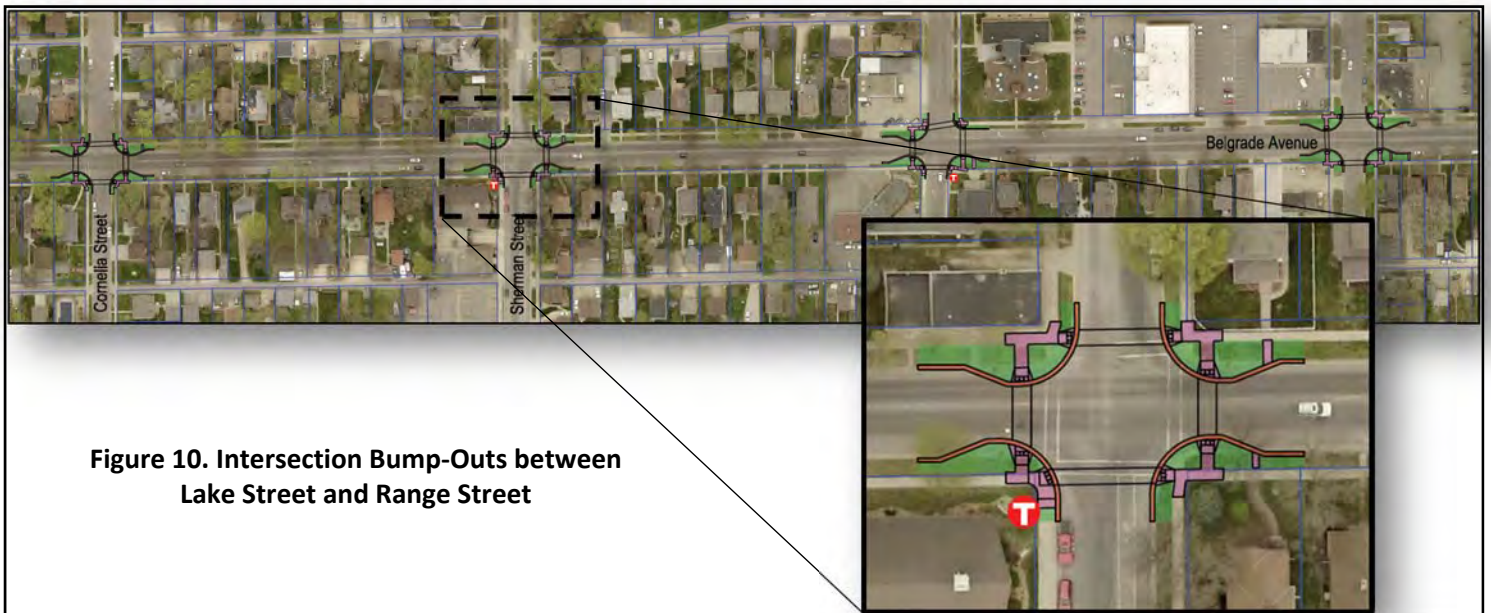 Belgrade Avenue
Cornelia Street
Sherman Street
T
T
T
Figure 10. Intersection Bump-Outs between
Lake Street and Range Street